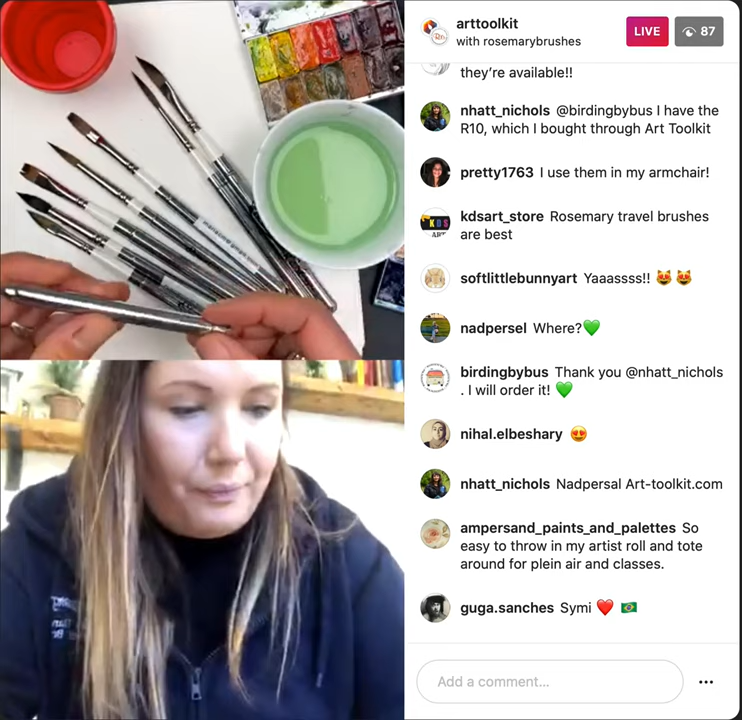 arttoolkit
with rosemarybrushes
LIVE
87
they're available!!
nhatt_nichols @birdingbybus I have the
R10, which I bought through Art Toolkit
pretty1763 I use them in my armchair!
kdsart_store Rosemary travel brushes
are best
softlittlebunnyart Yaaassss!! 😻 😻
nadpersel Where?💚
birdingbybus Thank you @nhatt_nichols
. I will order it! 💚
nihal.elbeshary 😍
nhatt_nichols Nadpersal Art-toolkit.com
ampersand_paints_and_palettes So
easy to throw in my artist roll and tote
around for plein air and classes.
guga.sanches Symi ❤️ 🇧🇷
Add a comment...
KDS
ART